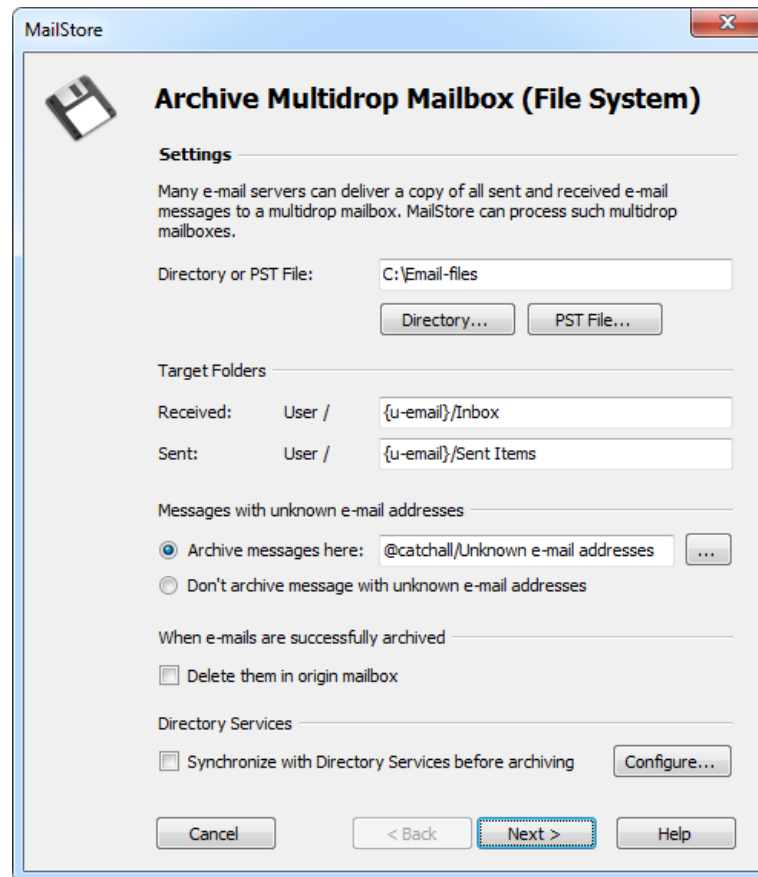 MailStore
Archive Multidrop Mailbox (File System)
Settings
Many e-mail servers can deliver a copy of all sent and received e-mail
messages to a multidrop mailbox. MailStore can process such multidrop
mailboxes.
Directory or PST File: C:\Email-files
Directory... PST File...
Target Folders
Received: User / {u-email}/Inbox
Sent: User / {u-email}/Sent Items
Messages with unknown e-mail addresses
Archive messages here: @catchall/Unknown e-mail addresses ...
Don't archive message with unknown e-mail addresses
When e-mails are successfully archived
Delete them in origin mailbox
Directory Services
Synchronize with Directory Services before archiving Configure...
Cancel < Back Next > Help